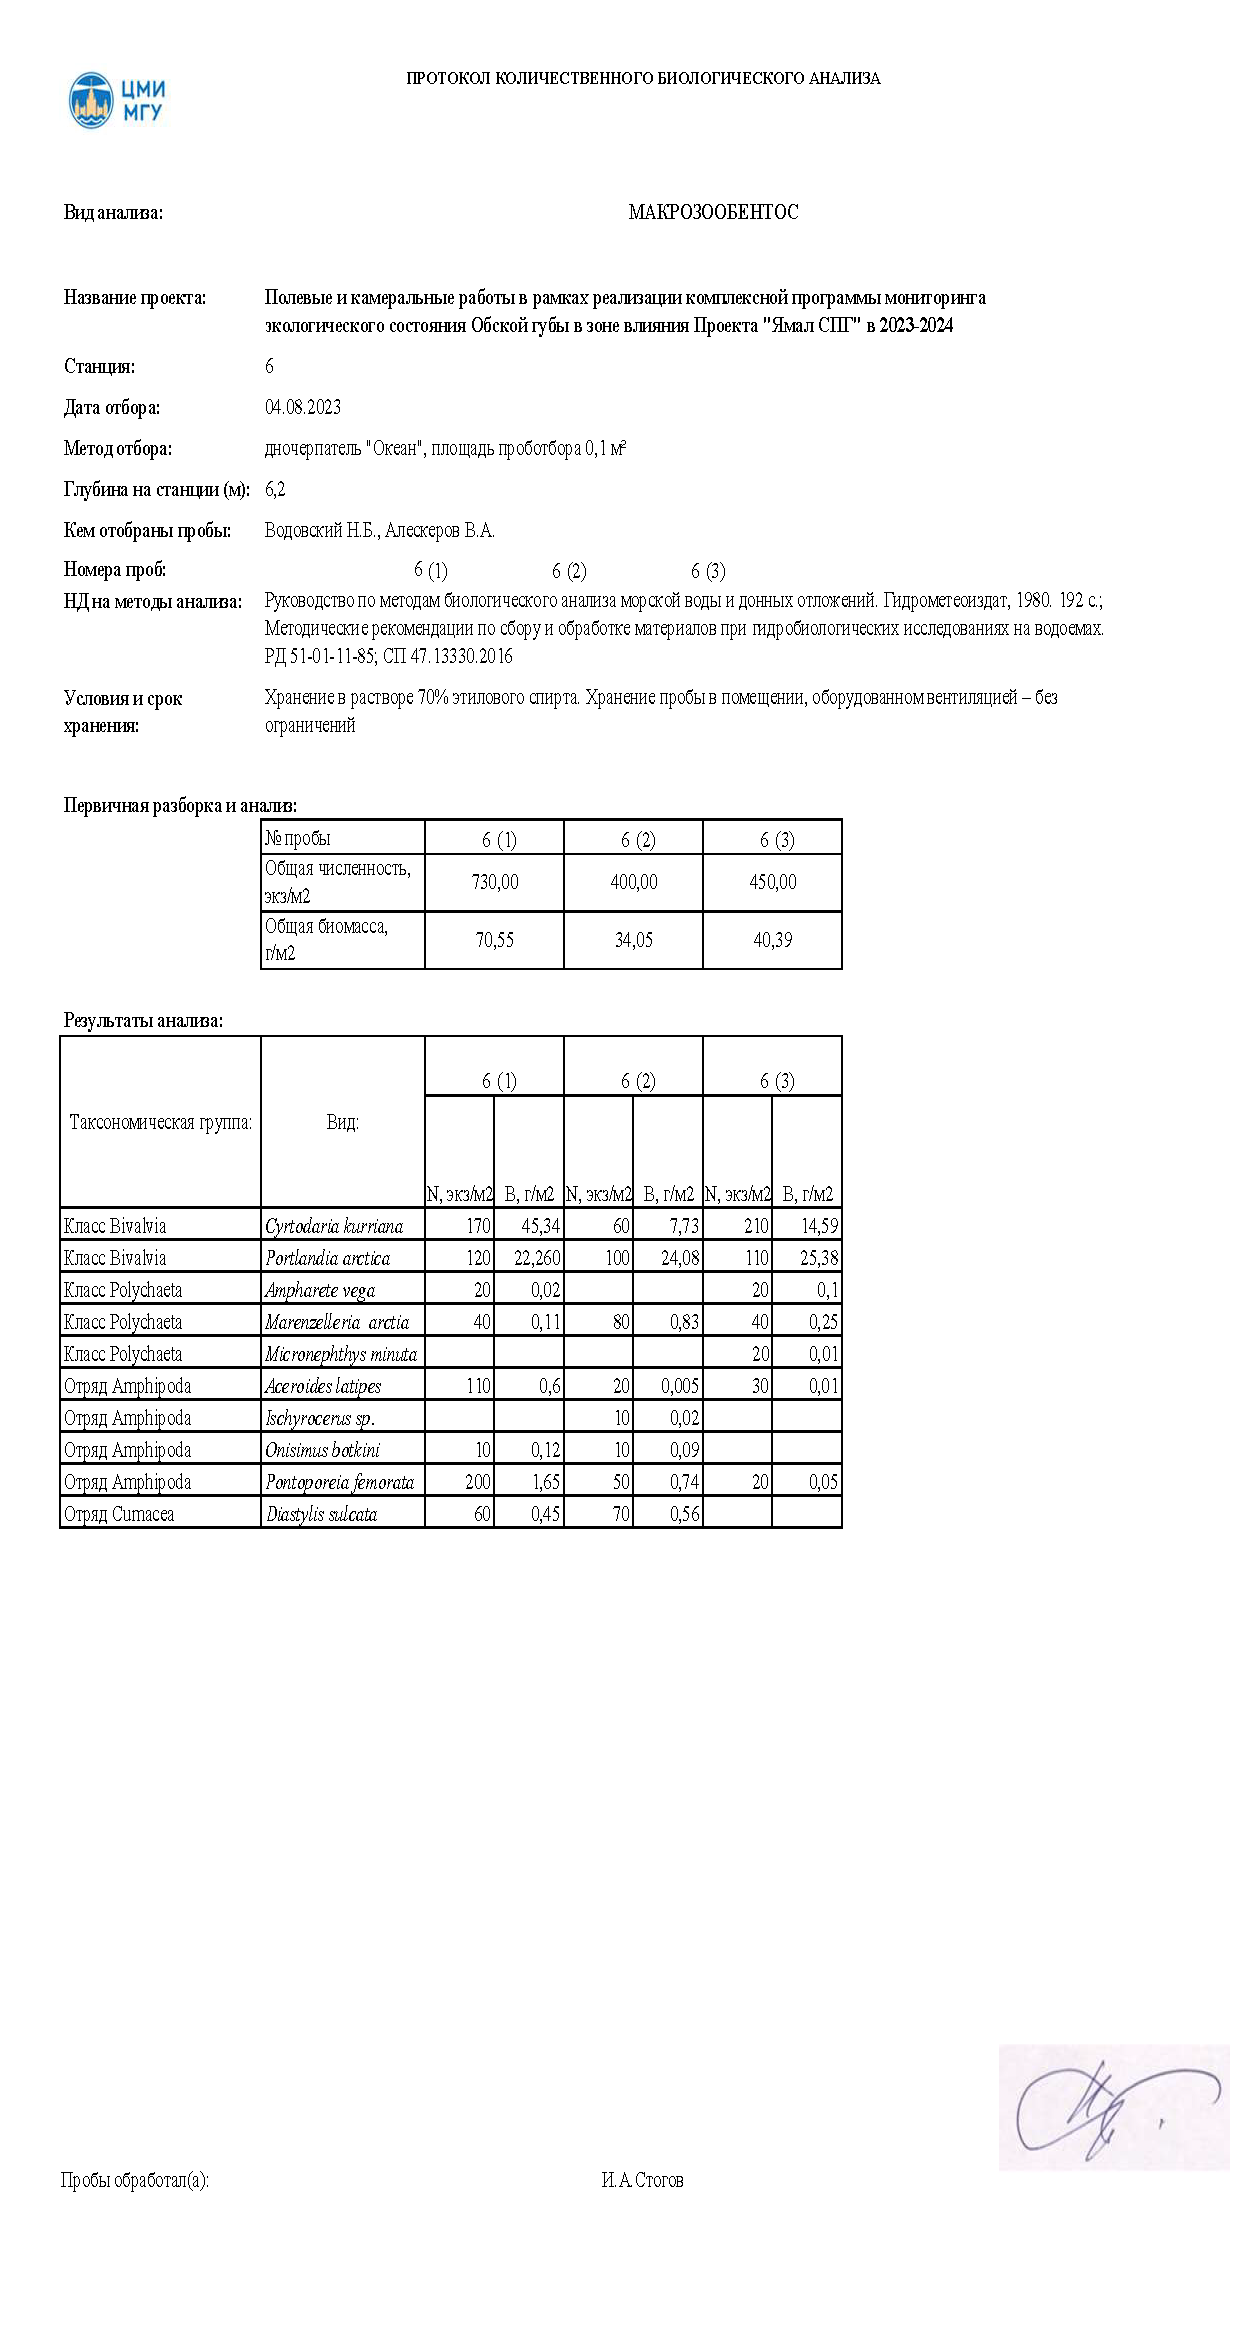 ЦМИ
МГУ
ПРОТОКОЛ КОЛИЧЕСТВЕННОГО БИОЛОГИЧЕСКОГО АНАЛИЗА
Вид анализа: МАКРОЗООБЕНТОС
Название проекта: Полевые и камеральные работы в рамках реализации комплексной программы мониторинга
экологического состояния Обской губы в зоне влияния Проекта "Ямал СПГ" в 2023-2024
Станция: 6
Дата отбора: 04.08.2023
Метод отбора: дночерпатель "Океан", площадь проботбора 0,1 м²
Глубина на станции (м): 6,2
Кем отобраны пробы: Водовский Н.Б., Алескеров В.А.
Номера проб: 6 (1) 6 (2) 6 (3)
НД на методы анализа: Руководство по методам биологического анализа морской воды и донных отложений. Гидрометеоиздат, 1980. 192 с.;
Методические рекомендации по сбору и обработке материалов при гидробиологических исследованиях на водоемах.
РД 51-01-11-85; СП 47.13330.2016
Условия и срок Хранение в растворе 70% этилового спирта. Хранение пробы в помещении, оборудованном вентиляцией – без
хранения: ограничений
Первичная разборка и анализ:
№ пробы 6 (1) 6 (2) 6 (3)
Общая численность,
экз/м2 730,00 400,00 450,00
Общая биомасса,
г/м2 70,55 34,05 40,39
Результаты анализа:
Таксономическая группа: Вид: 6 (1) 6 (2) 6 (3)
N, экз/м2 B, г/м2 N, экз/м2 B, г/м2 N, экз/м2 B, г/м2
Класс Bivalvia Cyrtodaria kurriana 170 45,34 60 7,73 210 14,59
Класс Bivalvia Portlandia arctica 120 22,260 100 24,08 110 25,38
Класс Polychaeta Ampharete vega 20 0,02 20 0,1
Класс Polychaeta Marenzelleria arctia 40 0,11 80 0,83 40 0,25
Класс Polychaeta Micronephthys minuta 20 0,01
Отряд Amphipoda Aceroides latipes 110 0,6 20 0,005 30 0,01
Отряд Amphipoda Ischyrocerus sp. 10 0,02
Отряд Amphipoda Onisimus botkini 10 0,12 10 0,09
Отряд Amphipoda Pontoporeia femorata 200 1,65 50 0,74 20 0,05
Отряд Cumacea Diastylis sulcata 60 0,45 70 0,56
Пробы обработал(а): И.А.Стогов